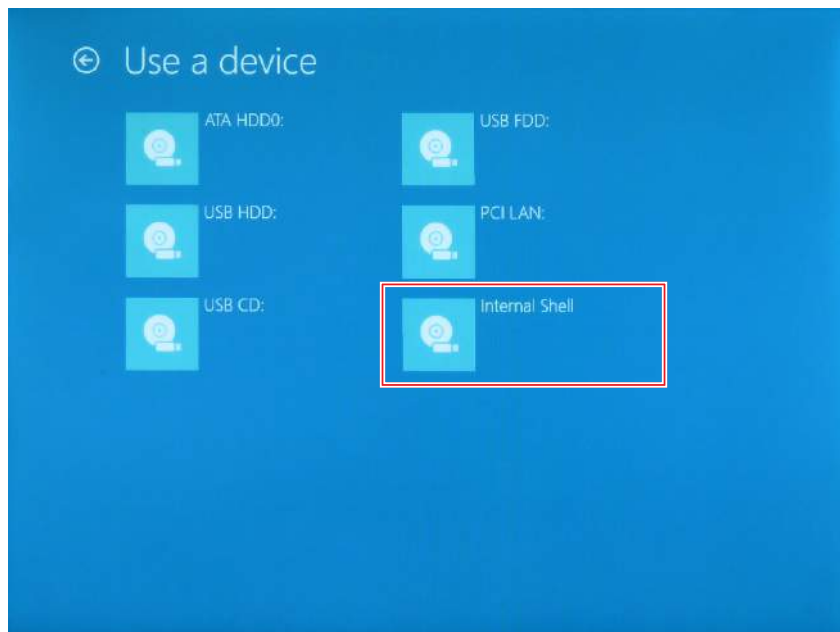 Use a device
ATA HDD0:
USB FDD:
USB HDD:
PCI LAN:
USB CD:
Internal Shell